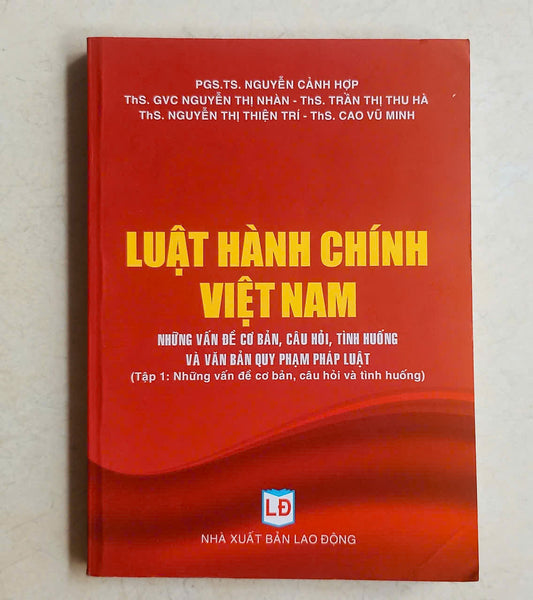 PGS.TS. NGUYỄN CẢNH HỢP
ThS. GVC NGUYỄN THỊ NHÀN - ThS. TRẦN THỊ THU HÀ
ThS. NGUYỄN THỊ THIỆN TRÍ - ThS. CAO VŨ MINH
LUẬT HÀNH CHÍNH
VIỆT NAM
NHỮNG VẤN ĐỀ CƠ BẢN, CÂU HỎI, TÌNH HUỐNG
VÀ VĂN BẢN QUY PHẠM PHÁP LUẬT
(Tập 1: Những vấn đề cơ bản, câu hỏi và tình huống)
LĐ
NHÀ XUẤT BẢN LAO ĐỘNG